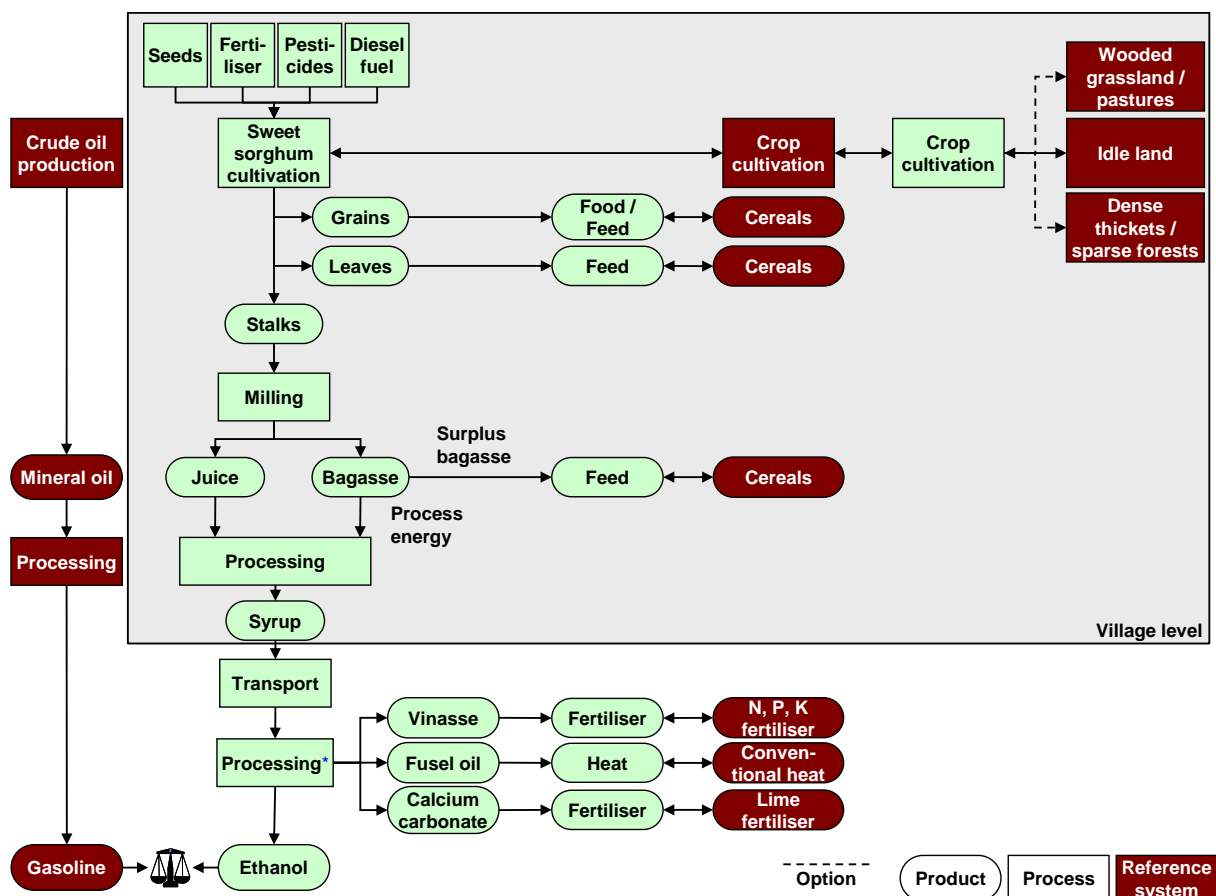 Seeds
Ferti-
liser
Pesti-
cides
Diesel
fuel
Wooded
grassland /
pastures
Crude oil
production
Sweet
sorghum
cultivation
Crop
cultivation
Crop
cultivation
Idle land
Dense
thickets /
sparse forests
Grains
Food /
Feed
Cereals
Leaves
Feed
Cereals
Stalks
Milling
Surplus
bagasse
Mineral oil
Juice
Bagasse
Feed
Cereals
Process
energy
Processing
Processing
Syrup
Village level
Transport
Vinasse
Fertiliser
N, P, K
fertiliser
Processing*
Fusel oil
Heat
Conven-
tional heat
Calcium
carbonate
Fertiliser
Lime
fertiliser
Gasoline
Ethanol
Option
Product
Process
Reference
system